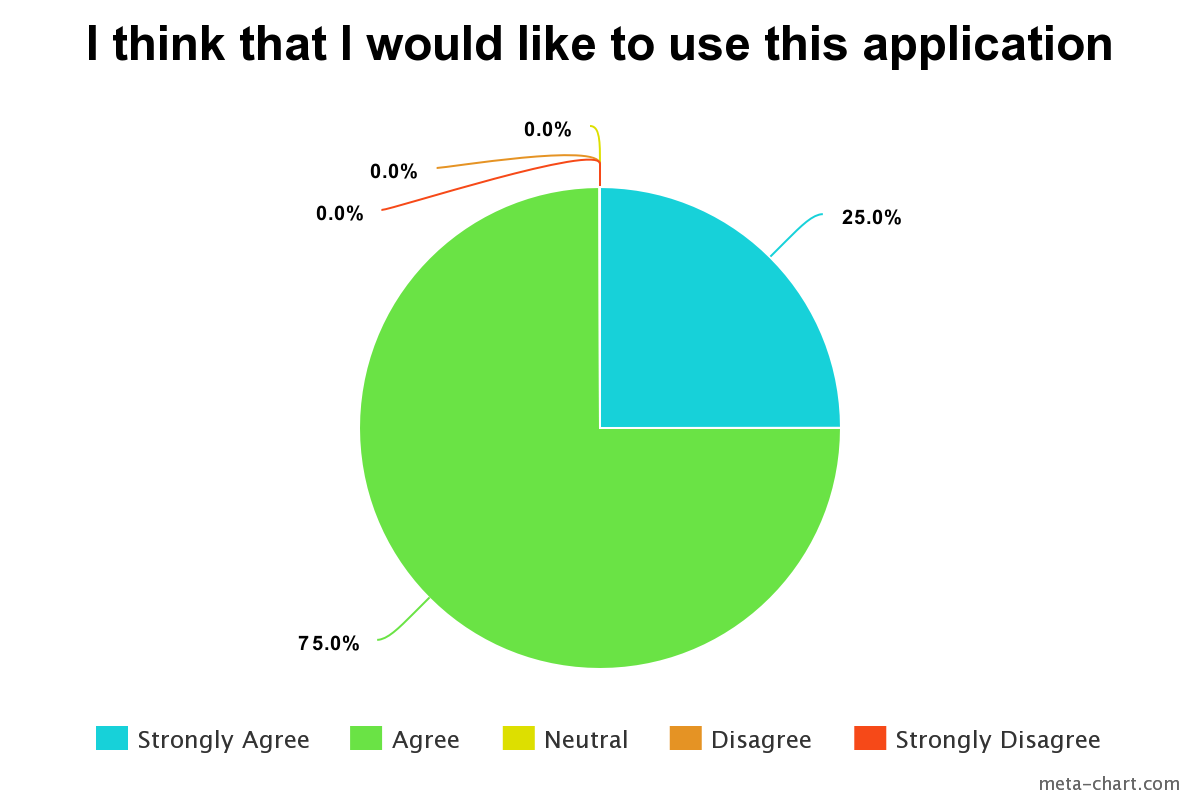 I think that I would like to use this application
0.0%
0.0%
0.0%
25.0%
75.0%
Strongly Agree Agree Neutral Disagree Strongly Disagree
meta-chart.com